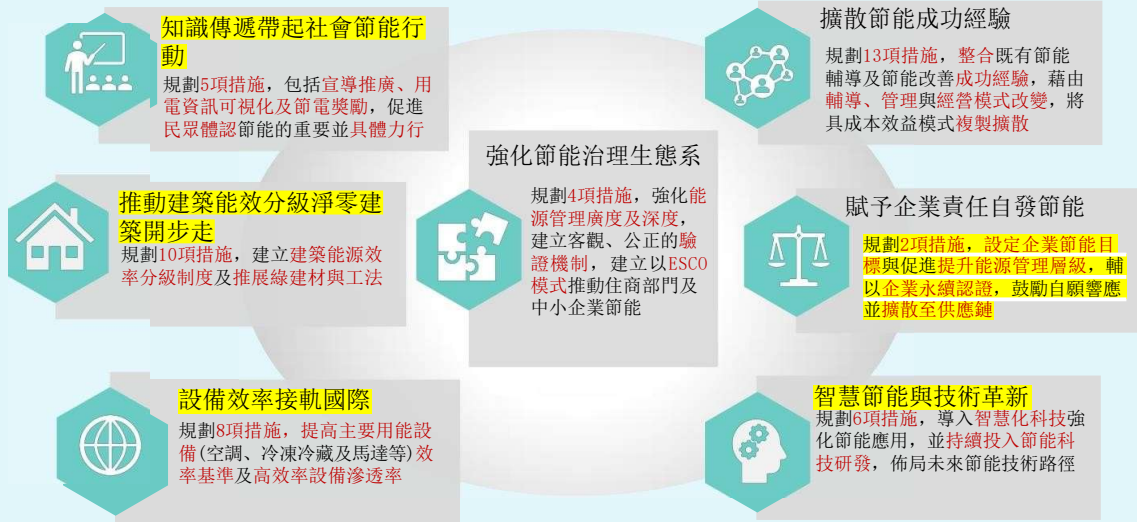 知識傳遞帶起社會節能行
動
規劃5項措施，包括宣導推廣、用
電資訊可視化及節電獎勵，促進
民眾體認節能的重要並具體力行
推動建築能效分級淨零建
築開步走
規劃10項措施，建立建築能源效
率分級制度及推展綠建材與工法
設備效率接軌國際
規劃8項措施，提高主要用能設
備(空調、冷凍冷藏及馬達等)效
率基準及高效率設備滲透率
強化節能治理生態系
規劃4項措施，強化能
源管理廣度及深度，
建立客觀、公正的驗
證機制，建立以ESCO
模式推動住商部門及
中小企業節能
擴散節能成功經驗
規劃13項措施，整合既有節能
輔導及節能改善成功經驗，藉由
輔導、管理與經營模式改變，將
具成本效益模式複製擴散
賦予企業責任自發節能
規劃2項措施，設定企業節能目
標與促進提升能源管理層級，輔
以企業永續認證，鼓勵自願響應
並擴散至供應鏈
智慧節能與技術革新
規劃6項措施，導入智慧化科技強
化節能應用，並持續投入節能科
技研發，佈局未來節能技術路徑